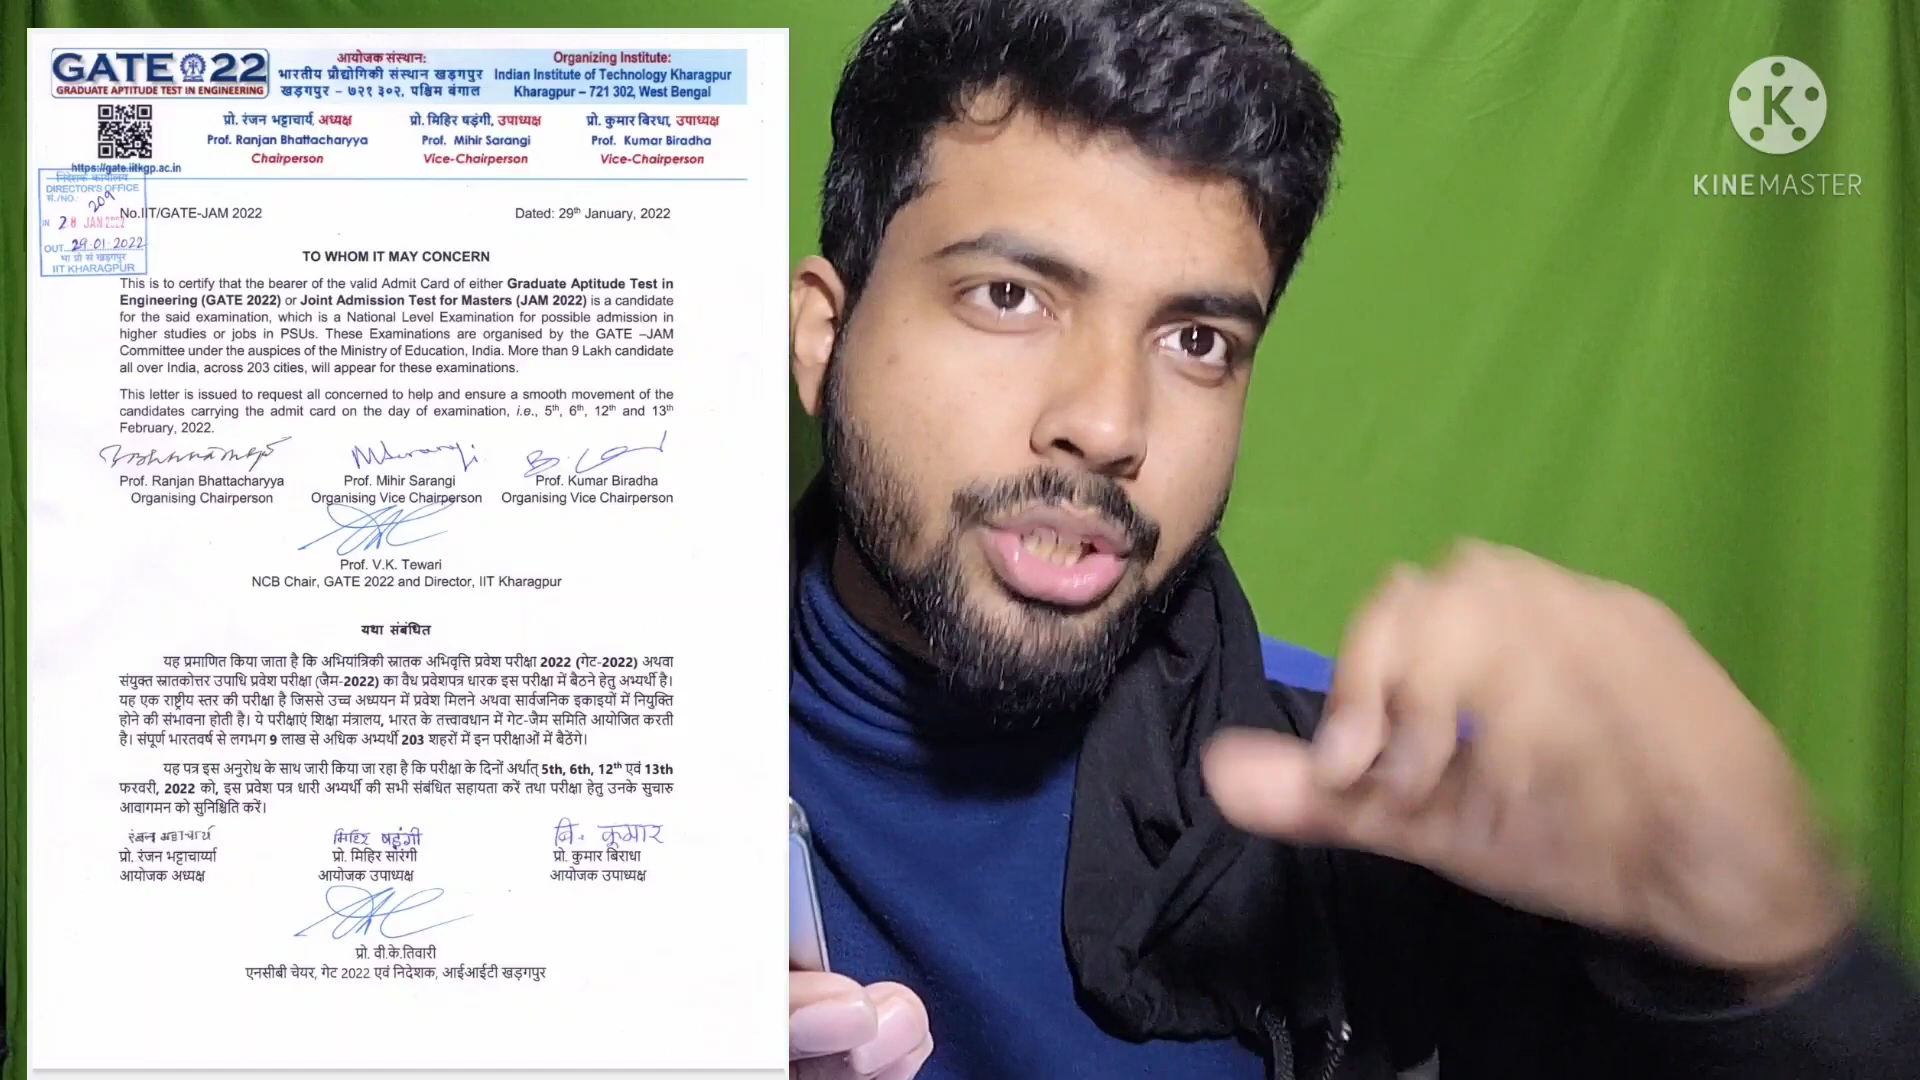 GATE 22
GRADUATE APTITUDE TEST IN ENGINEERING
आयोजक संस्थान:
भारतीय प्रौद्योगिकी संस्थान खड़गपुर
खड़गपुर – ७२१ ३०२, पश्चिम बंगाल
Organizing Institute:
Indian Institute of Technology Kharagpur
Kharagpur – 721 302, West Bengal
https://gate.iitkgp.ac.in
प्रो. रंजन भट्टाचार्य, अध्यक्ष
Prof. Ranjan Bhattacharyya
Chairperson
प्रो. मिहिर षड़ंगी, उपाध्यक्ष
Prof. Mihir Sarangi
Vice-Chairperson
प्रो. कुमार बिरधा, उपाध्यक्ष
Prof. Kumar Biradha
Vice-Chairperson
निदेशक कार्यालय
DIRECTOR'S OFFICE
सं./NO. 209
IN 28 JAN 2022
OUT 29.01.2022
भा प्रौ सं खड़गपुर
IIT KHARAGPUR
No.IIT/GATE-JAM 2022
Dated: 29th January, 2022
TO WHOM IT MAY CONCERN
This is to certify that the bearer of the valid Admit Card of either Graduate Aptitude Test in
Engineering (GATE 2022) or Joint Admission Test for Masters (JAM 2022) is a candidate
for the said examination, which is a National Level Examination for possible admission in
higher studies or jobs in PSUs. These Examinations are organised by the GATE –JAM
Committee under the auspices of the Ministry of Education, India. More than 9 Lakh candidate
all over India, across 203 cities, will appear for these examinations.
This letter is issued to request all concerned to help and ensure a smooth movement of the
candidates carrying the admit card on the day of examination, i.e., 5th, 6th, 12th and 13th
February, 2022.
Prof. Ranjan Bhattacharyya
Organising Chairperson
Prof. Mihir Sarangi
Organising Vice Chairperson
Prof. Kumar Biradha
Organising Vice Chairperson
Prof. V.K. Tewari
NCB Chair, GATE 2022 and Director, IIT Kharagpur
यथा संबंधित
यह प्रमाणित किया जाता है कि अभियांत्रिकी स्नातक अभिवृत्ति प्रवेश परीक्षा 2022 (गेट-2022) अथवा
संयुक्त स्नातकोत्तर उपाधि प्रवेश परीक्षा (जैम-2022) का वैध प्रवेशपत्र धारक इस परीक्षा में बैठने हेतु अभ्यर्थी है।
यह एक राष्ट्रीय स्तर की परीक्षा है जिससे उच्च अध्ययन में प्रवेश मिलने अथवा सार्वजनिक इकाइयों में नियुक्ति
होने की संभावना होती है। ये परीक्षाएं शिक्षा मंत्रालय, भारत के तत्त्वावधान में गेट-जैम समिति आयोजित करती
है। संपूर्ण भारतवर्ष से लगभग 9 लाख से अधिक अभ्यर्थी 203 शहरों में इन परीक्षाओं में बैठेंगे।
यह पत्र इस अनुरोध के साथ जारी किया जा रहा है कि परीक्षा के दिनों अर्थात् 5th, 6th, 12th एवं 13th
फरवरी, 2022 को, इस प्रवेश पत्र धारी अभ्यर्थी की सभी संबंधित सहायता करें तथा परीक्षा हेतु उनके सुचारु
आवागमन को सुनिश्चिति करें।
रंजन भट्टाचार्य
प्रो. रंजन भट्टाचार्य्या
आयोजक अध्यक्ष
मिहिर षड़ंगी
प्रो. मिहिर सारंगी
आयोजक उपाध्यक्ष
बि. कुमार
प्रो. कुमार बिराधा
आयोजक उपाध्यक्ष
प्रो. वी.के.तिवारी
एनसीबी चेयर, गेट 2022 एवं निदेशक, आईआईटी खड़गपुर
K
KINEMASTER